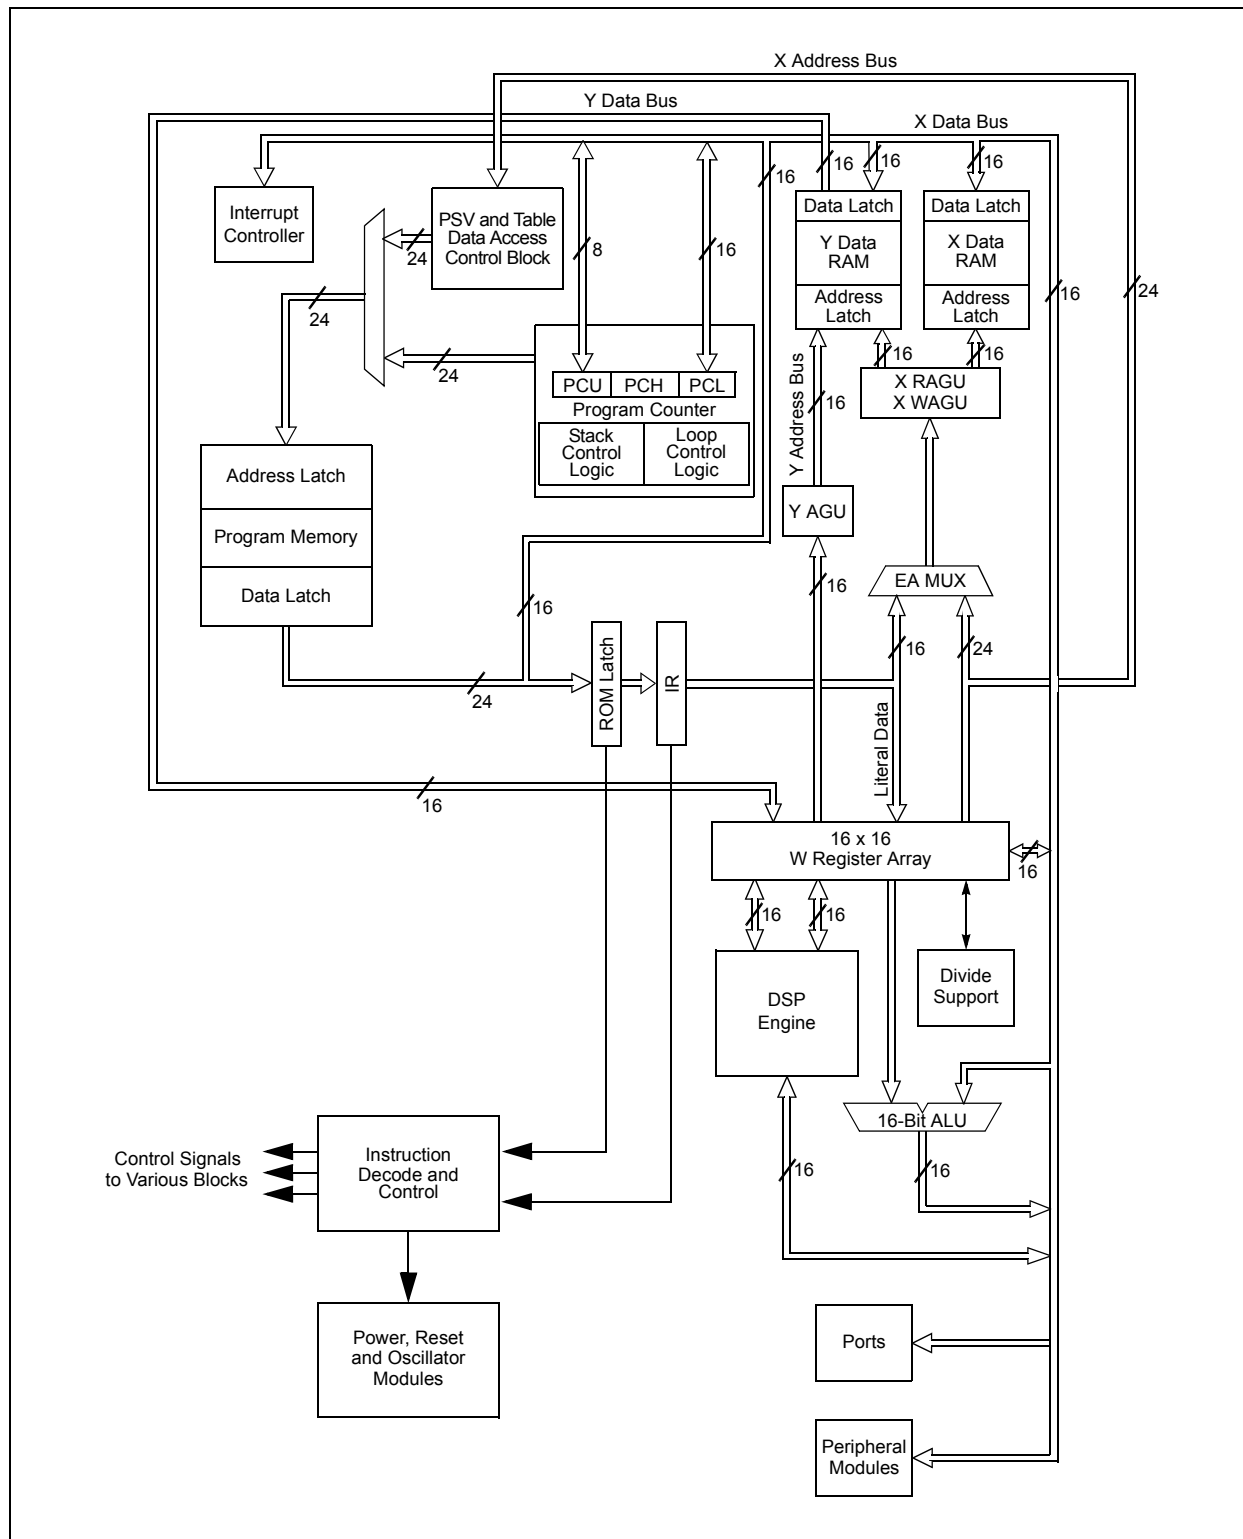 X Address Bus
Y Data Bus
X Data Bus
16
16
16
16
Interrupt
Controller
PSV and Table
Data Access
Control Block
24
8
16
Data Latch
Y Data
RAM
Address
Latch
Data Latch
X Data
RAM
Address
Latch
16
24
24
24
16
16
PCU
PCH
PCL
Program Counter
Stack
Control
Logic
Loop
Control
Logic
Y Address Bus
16
X RAGU
X WAGU
Address Latch
Program Memory
Data Latch
Y AGU
16
EA MUX
16
16
24
24
ROM Latch
IR
Literal Data
16
16 x 16
W Register Array
16
16
16
DSP
Engine
Divide
Support
16-Bit ALU
16
16
Control Signals
to Various Blocks
Instruction
Decode and
Control
Power, Reset
and Oscillator
Modules
Ports
Peripheral
Modules